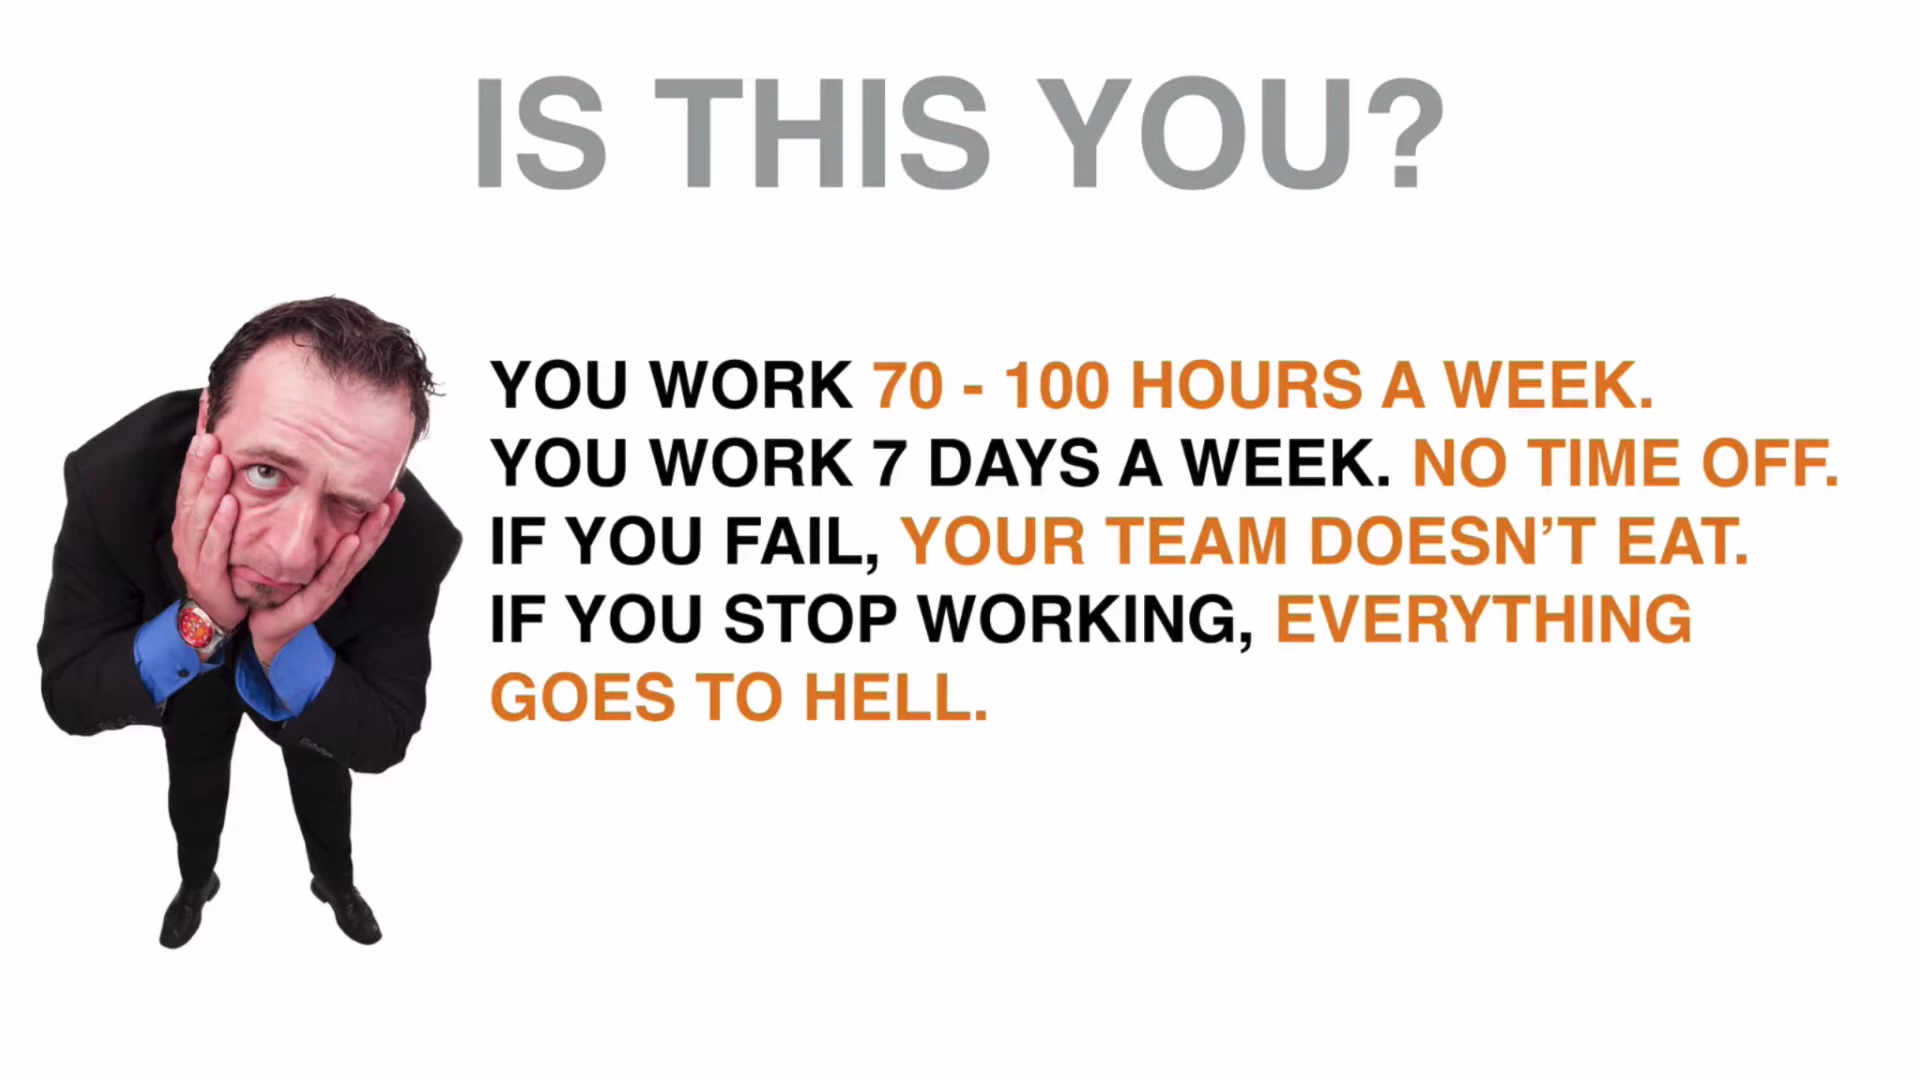 IS THIS YOU?
YOU WORK 70 - 100 HOURS A WEEK.
YOU WORK 7 DAYS A WEEK. NO TIME OFF.
IF YOU FAIL, YOUR TEAM DOESN’T EAT.
IF YOU STOP WORKING, EVERYTHING
GOES TO HELL.